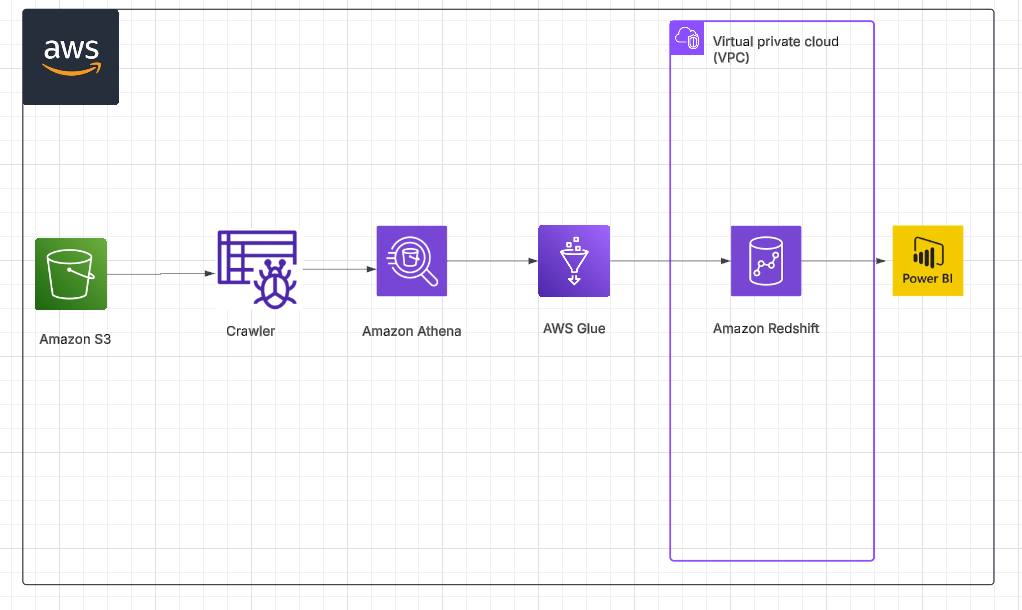 aws
Virtual private cloud
(VPC)
Power BI
Amazon S3
Crawler
Amazon Athena
AWS Glue
Amazon Redshift